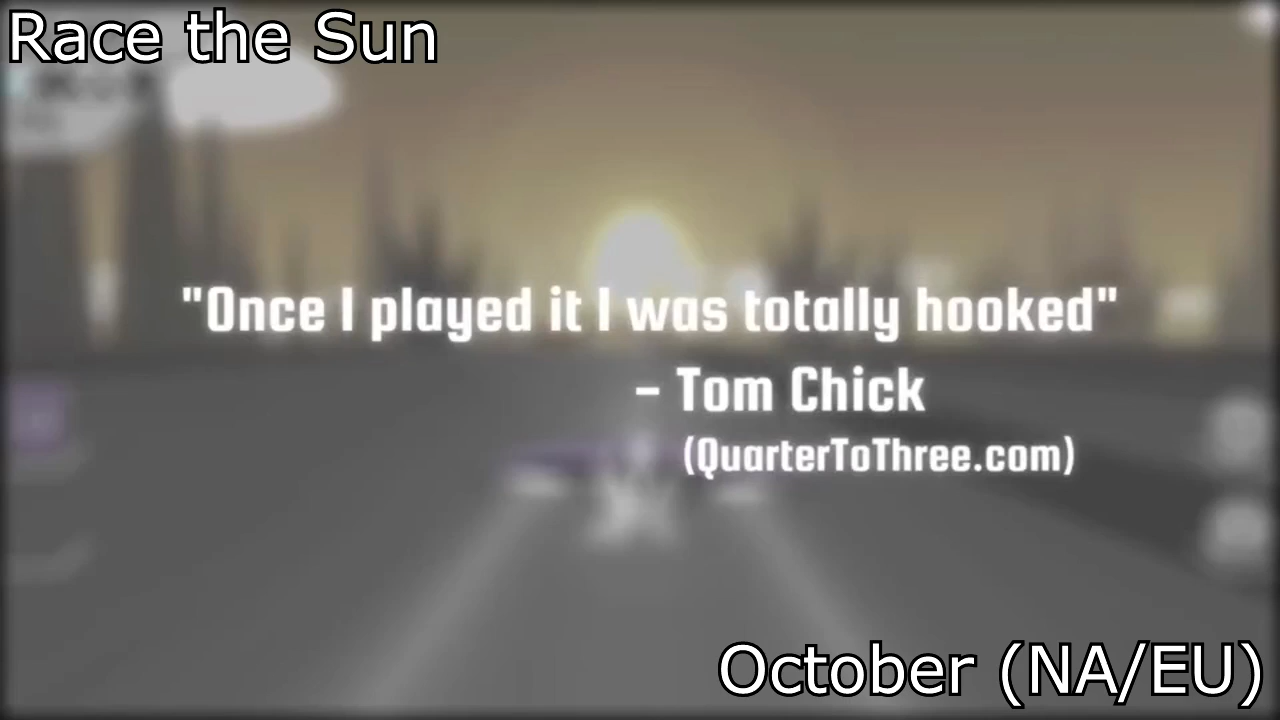 Race the Sun
"Once I played it I was totally hooked"
- Tom Chick
(QuarterToThree.com)
October (NA/EU)